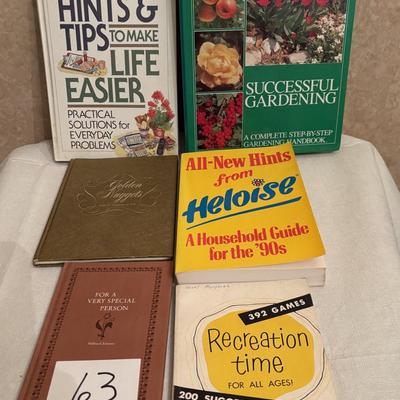 HINTS &
TIPS TO MAKE
LIFE
EASIER
PRACTICAL
SOLUTIONS for
EVERYDAY
PROBLEMS
SUCCESSFUL
GARDENING
A COMPLETE STEP-BY-STEP
GARDENING HANDBOOK
Golden
Nuggets
All-New Hints
from
Heloise
A Household Guide
for the '90s
FOR A
VERY SPECIAL
PERSON
Hallmark Editions
63
392 GAMES
Recreation
time
FOR ALL AGES!